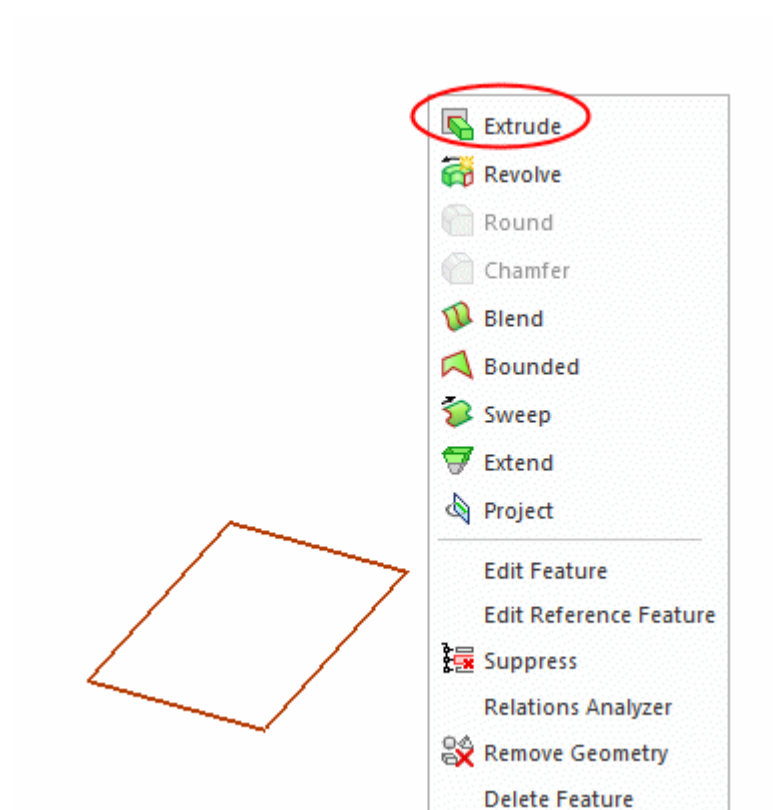 Extrude
Revolve
Round
Chamfer
Blend
Bounded
Sweep
Extend
Project
Edit Feature
Edit Reference Feature
Suppress
Relations Analyzer
Remove Geometry
Delete Feature